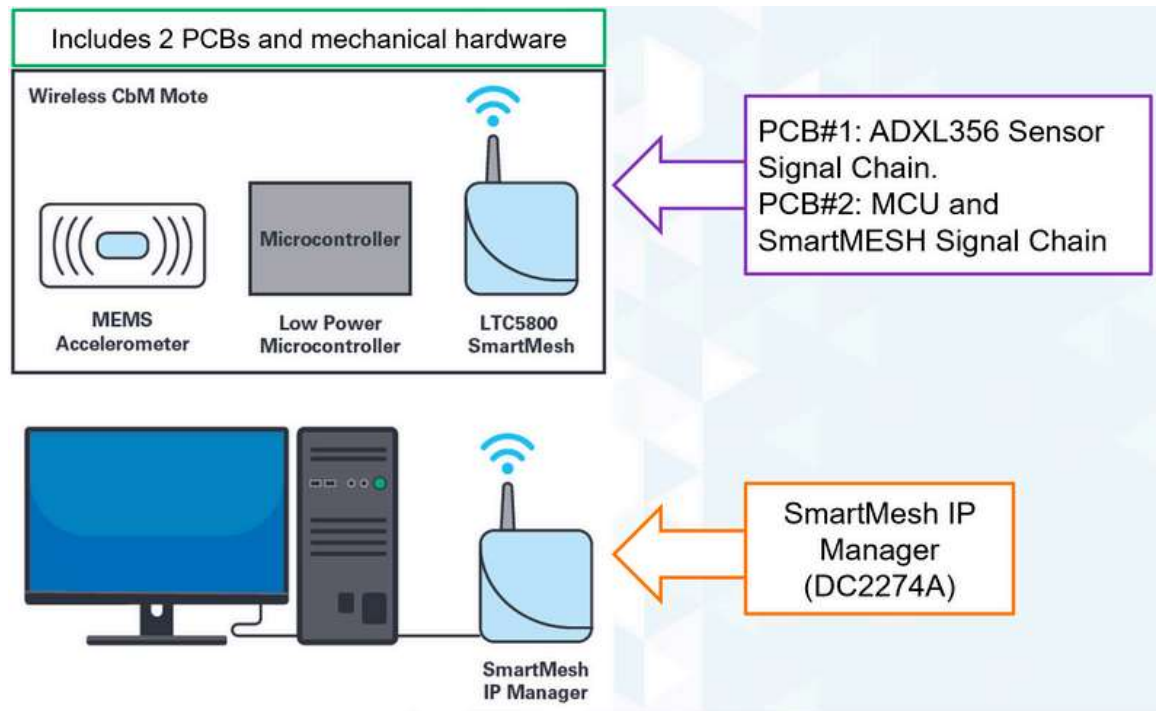 Includes 2 PCBs and mechanical hardware
Wireless CbM Mote
Microcontroller
MEMS
Accelerometer
Low Power
Microcontroller
LTC5800
SmartMesh
PCB#1: ADXL356 Sensor
Signal Chain.
PCB#2: MCU and
SmartMESH Signal Chain
SmartMesh
IP Manager
SmartMesh IP
Manager
(DC2274A)